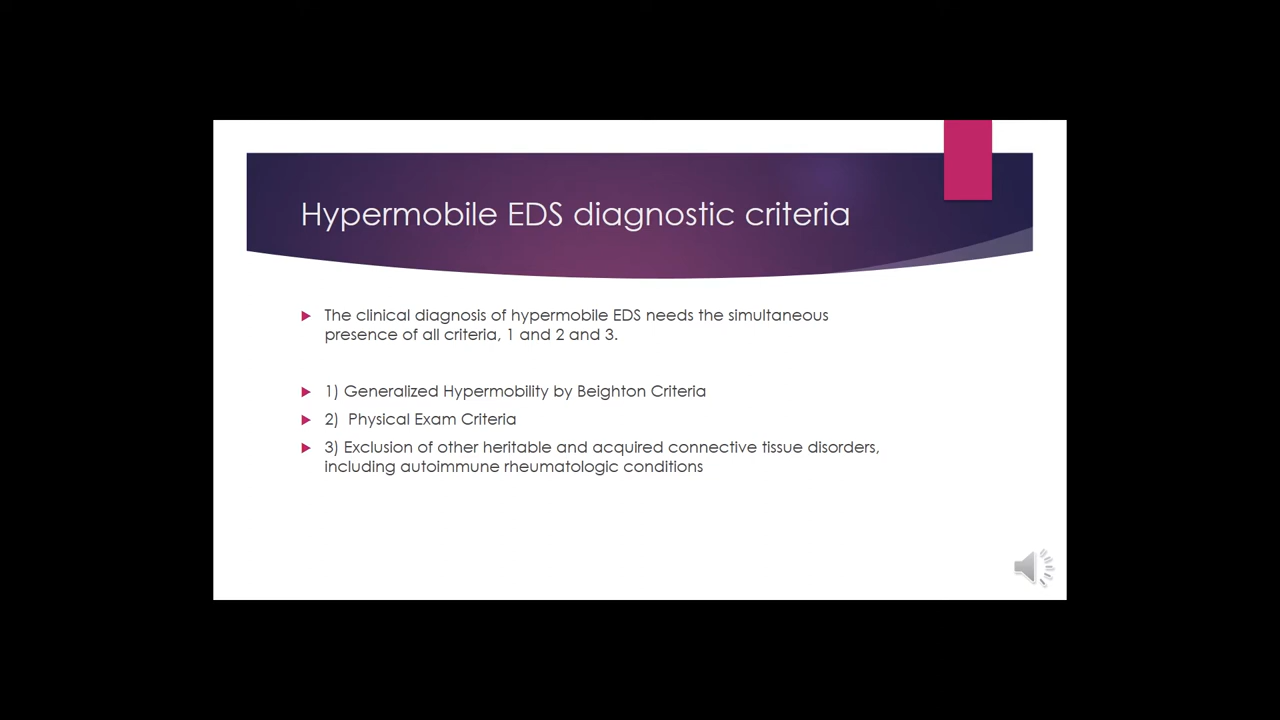 Hypermobile EDS diagnostic criteria
The clinical diagnosis of hypermobile EDS needs the simultaneous
presence of all criteria, 1 and 2 and 3.
1) Generalized Hypermobility by Beighton Criteria
2)  Physical Exam Criteria
3) Exclusion of other heritable and acquired connective tissue disorders,
including autoimmune rheumatologic conditions